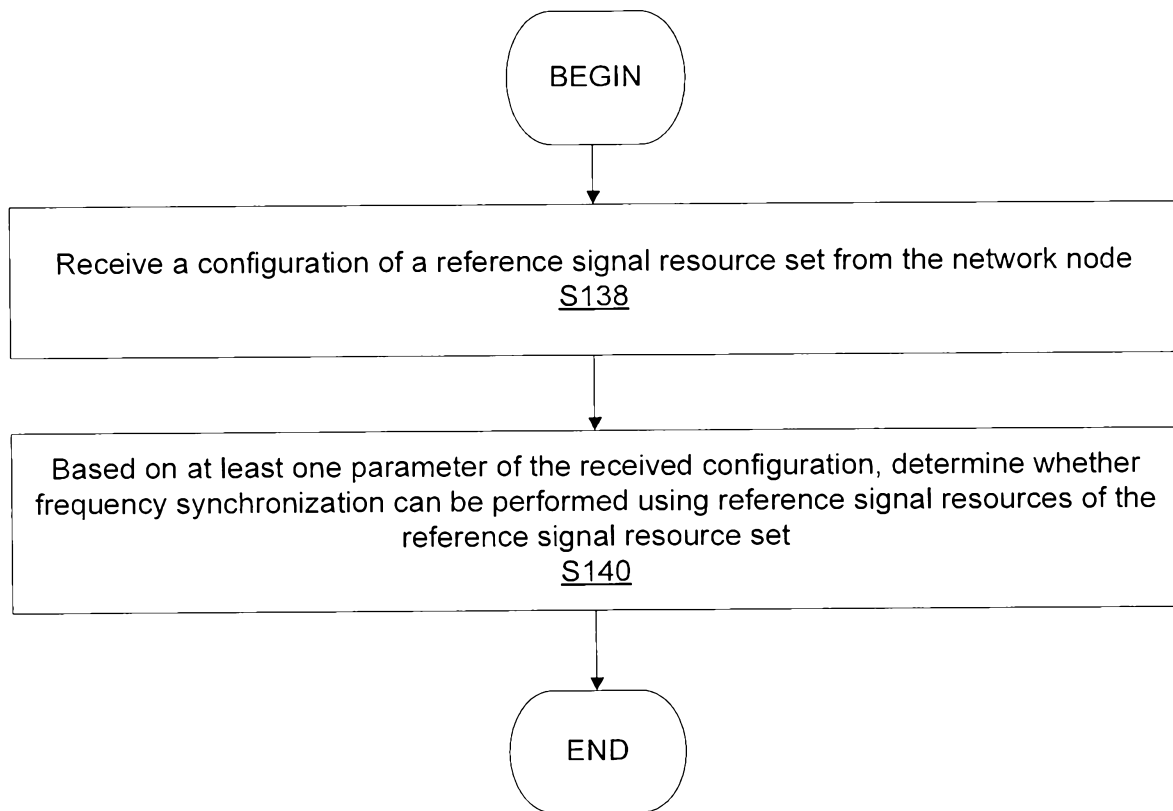 BEGIN
Receive a configuration of a reference signal resource set from the network node
S138
Based on at least one parameter of the received configuration, determine whether
frequency synchronization can be performed using reference signal resources of the
reference signal resource set
S140
END